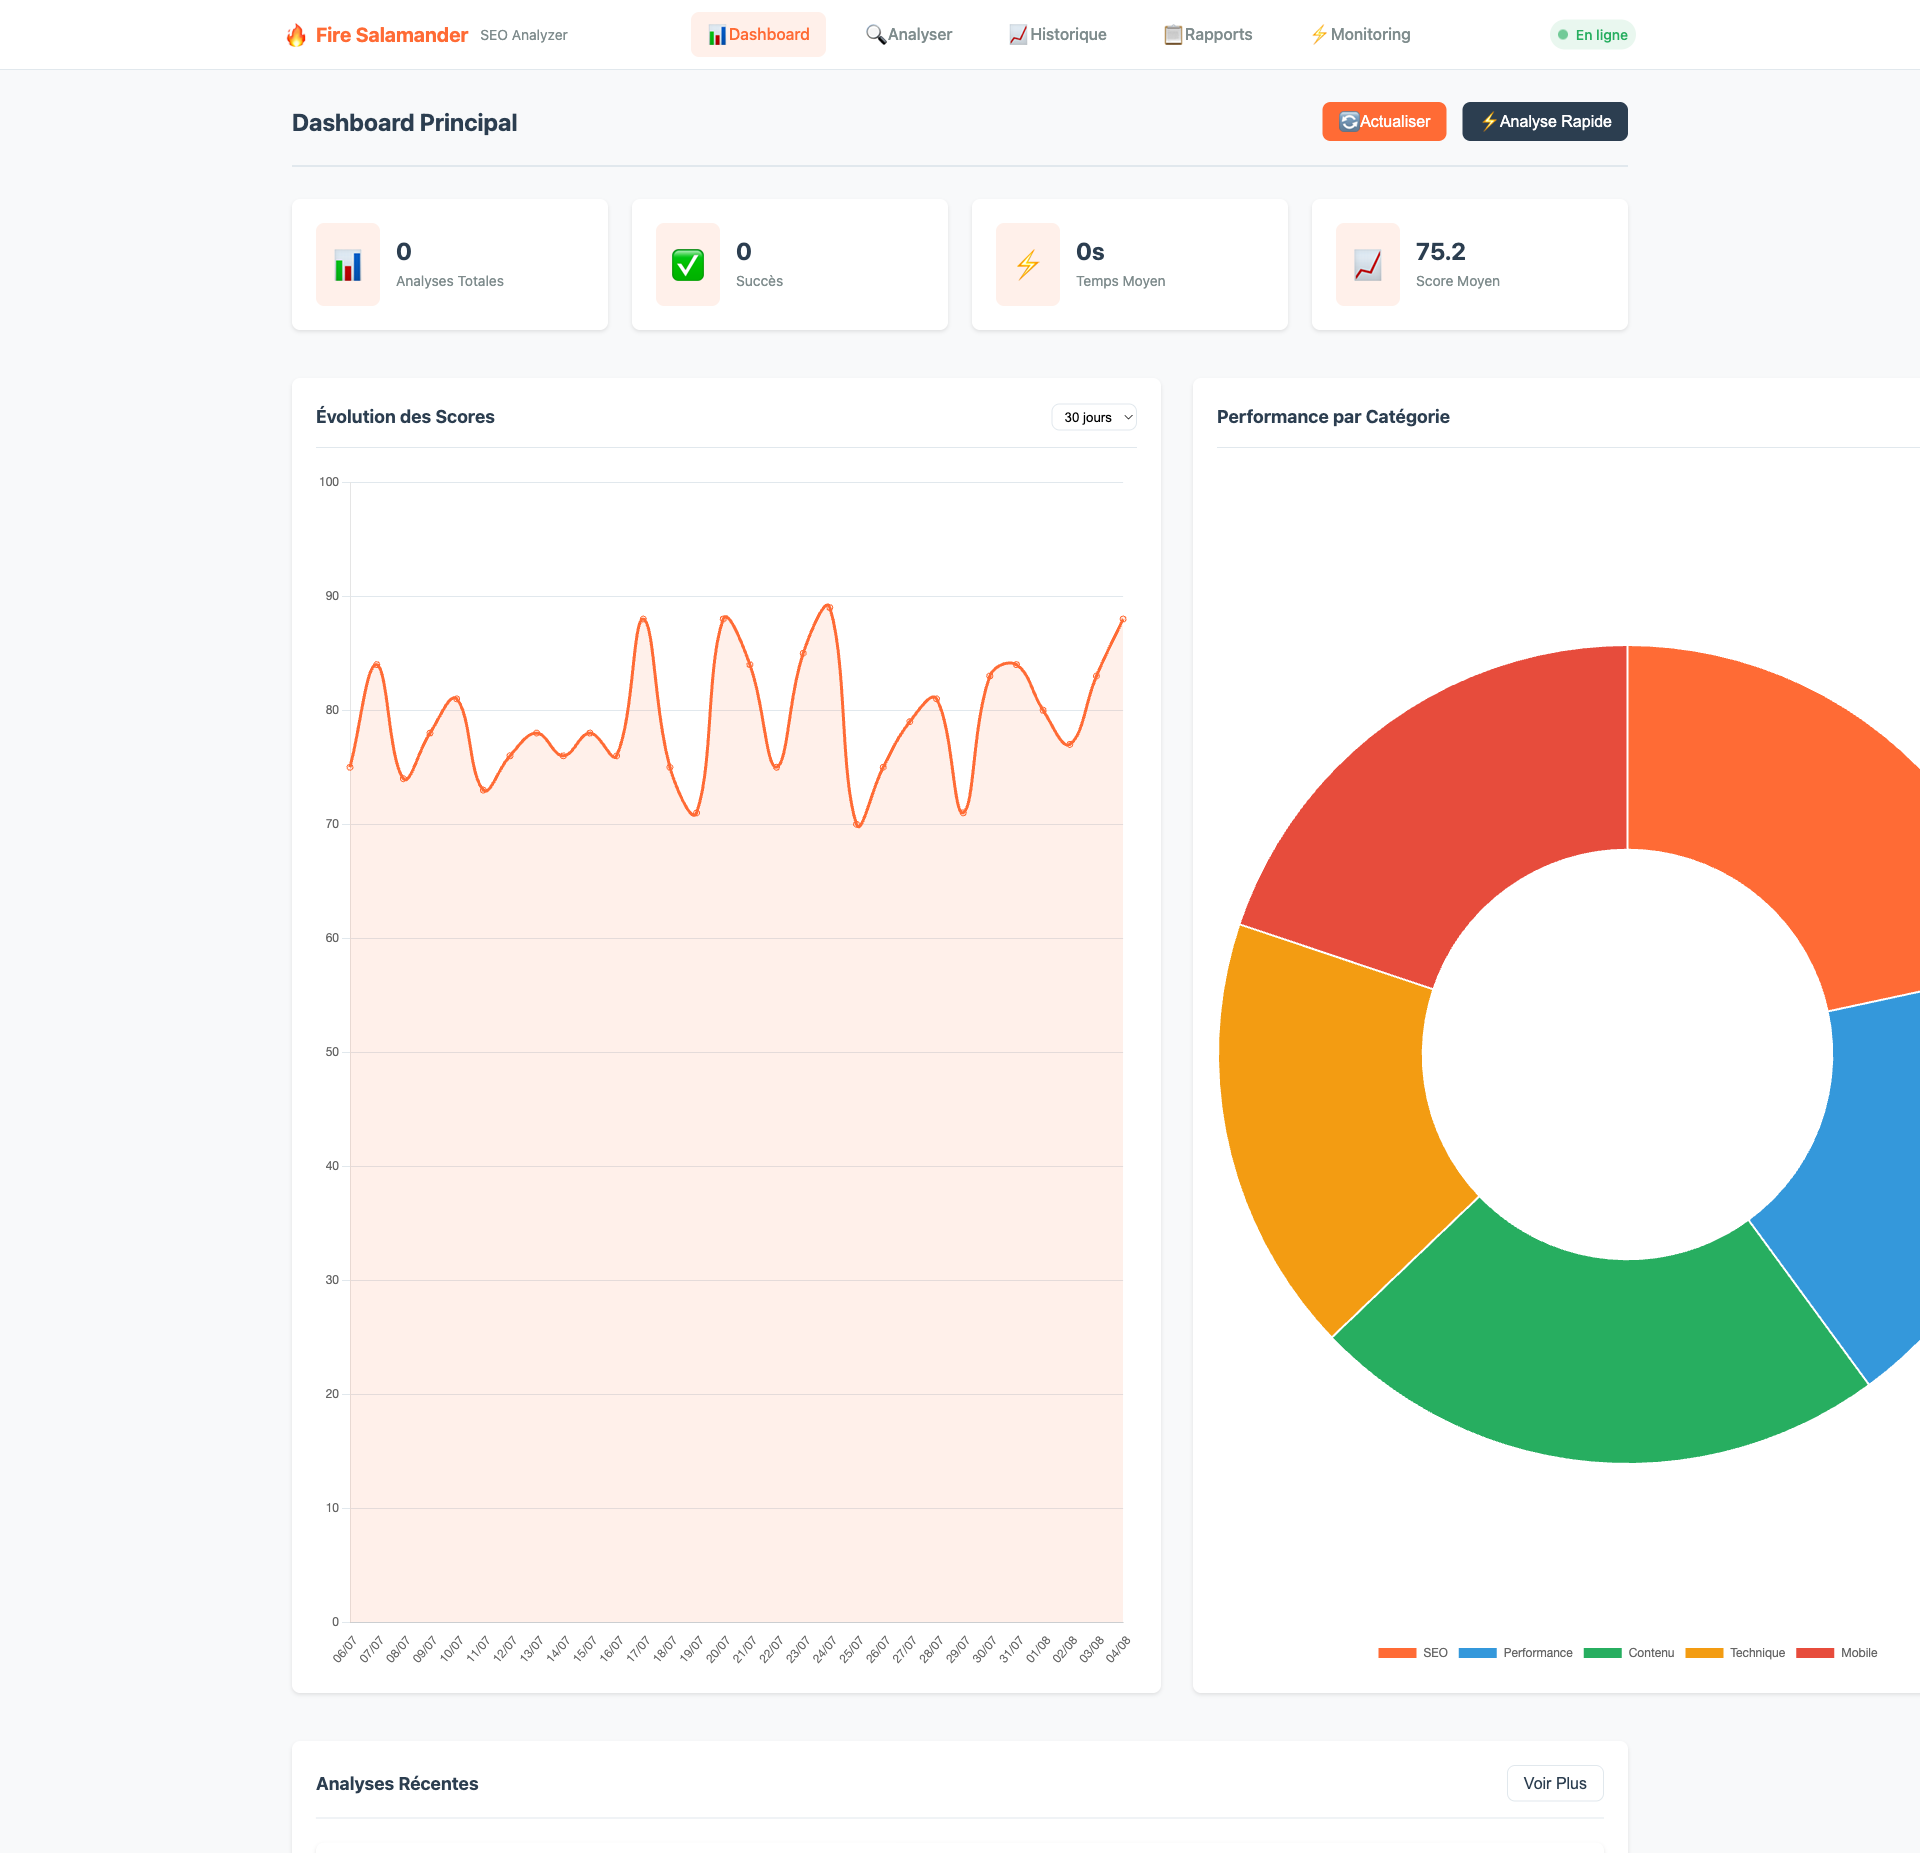 Fire Salamander SEO Analyzer Dashboard Analyser Historique Rapports Monitoring En ligne
Dashboard Principal Actualiser Analyse Rapide
0
Analyses Totales
0
Succès
0s
Temps Moyen
75.2
Score Moyen
Évolution des Scores 30 jours
100
90
80
70
60
50
40
30
20
10
0
06/07 07/07 08/07 09/07 10/07 11/07 12/07 13/07 14/07 15/07 16/07 17/07 18/07 19/07 20/07 21/07 22/07 23/07 24/07 25/07 26/07 27/07 28/07 29/07 30/07 31/07 01/08 02/08 03/08 04/08
Performance par Catégorie
SEO Performance Contenu Technique Mobile
Analyses Récentes Voir Plus